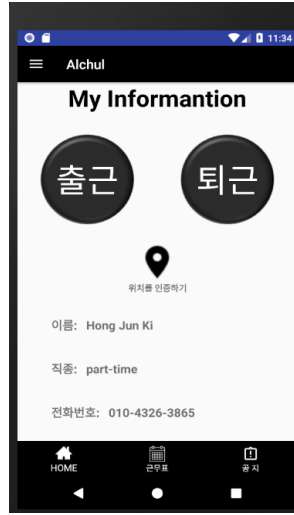 11:34
Alchul
My Informantion
출근 퇴근
위치를 인증하기
이름: Hong Jun Ki
직종: part-time
전화번호: 010-4326-3865
HOME 근무표 공 지